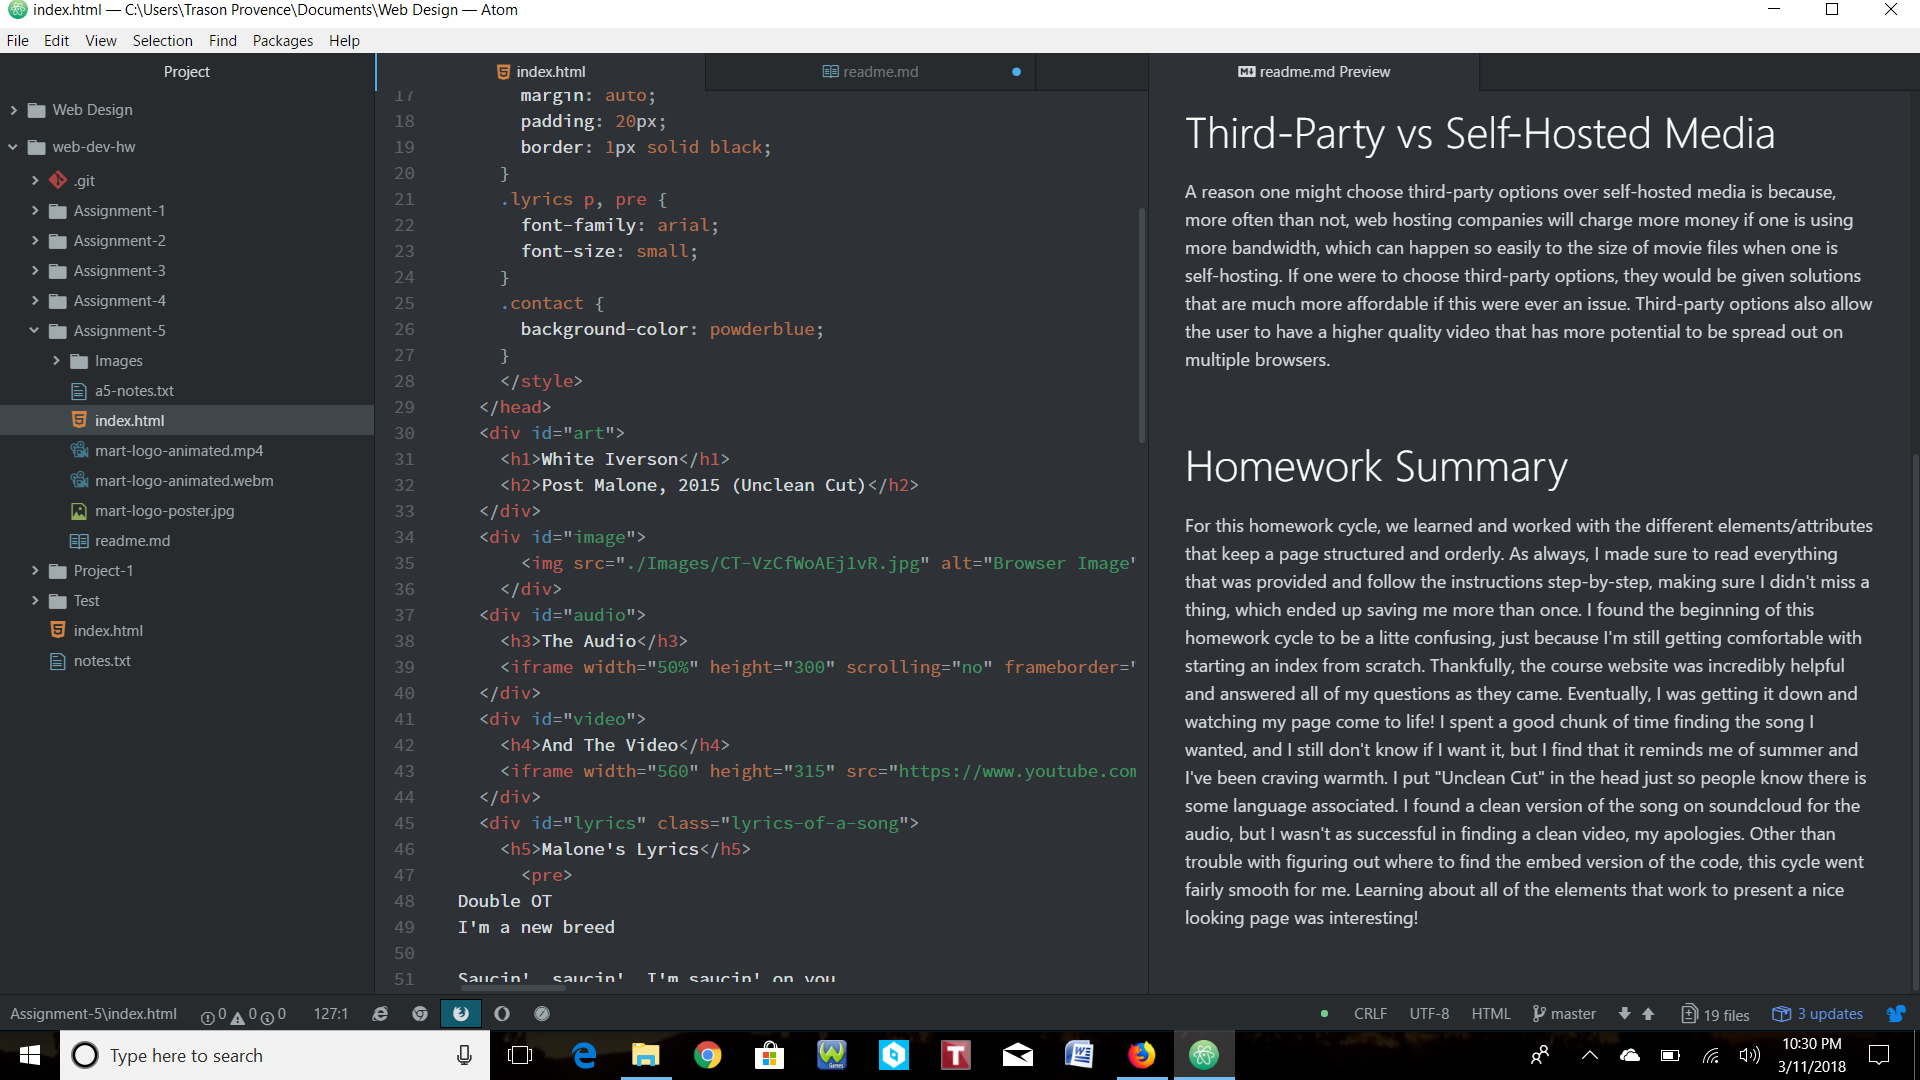 index.html — C:\Users\Trason Provence\Documents\Web Design — Atom
File Edit View Selection Find Packages Help
Project
Web Design
web-dev-hw
.git
Assignment-1
Assignment-2
Assignment-3
Assignment-4
Assignment-5
Images
a5-notes.txt
index.html
mart-logo-animated.mp4
mart-logo-animated.webm
mart-logo-poster.jpg
readme.md
Project-1
Test
index.html
notes.txt
index.html
readme.md
17 margin: auto;
18 padding: 20px;
19 border: 1px solid black;
20 }
21 .lyrics p, pre {
22 font-family: arial;
23 font-size: small;
24 }
25 .contact {
26 background-color: powderblue;
27 }
28 </style>
29 </head>
30 <div id="art">
31 <h1>White Iverson</h1>
32 <h2>Post Malone, 2015 (Unclean Cut)</h2>
33 </div>
34 <div id="image">
35 <img src="./Images/CT-VzCfWoAEj1vR.jpg" alt="Browser Image"
36 </div>
37 <div id="audio">
38 <h3>The Audio</h3>
39 <iframe width="50%" height="300" scrolling="no" frameborder="
40 </div>
41 <div id="video">
42 <h4>And The Video</h4>
43 <iframe width="560" height="315" src="https://www.youtube.com
44 </div>
45 <div id="lyrics" class="lyrics-of-a-song">
46 <h5>Malone's Lyrics</h5>
47 <pre>
48 Double OT
49 I'm a new breed
50
51 Saucin', saucin', I'm saucin' on you
readme.md Preview
Third-Party vs Self-Hosted Media
A reason one might choose third-party options over self-hosted media is because,
more often than not, web hosting companies will charge more money if one is using
more bandwidth, which can happen so easily to the size of movie files when one is
self-hosting. If one were to choose third-party options, they would be given solutions
that are much more affordable if this were ever an issue. Third-party options also allow
the user to have a higher quality video that has more potential to be spread out on
multiple browsers.
Homework Summary
For this homework cycle, we learned and worked with the different elements/attributes
that keep a page structured and orderly. As always, I made sure to read everything
that was provided and follow the instructions step-by-step, making sure I didn't miss a
thing, which ended up saving me more than once. I found the beginning of this
homework cycle to be a litte confusing, just because I'm still getting comfortable with
starting an index from scratch. Thankfully, the course website was incredibly helpful
and answered all of my questions as they came. Eventually, I was getting it down and
watching my page come to life! I spent a good chunk of time finding the song I
wanted, and I still don't know if I want it, but I find that it reminds me of summer and
I've been craving warmth. I put "Unclean Cut" in the head just so people know there is
some language associated. I found a clean version of the song on soundcloud for the
audio, but I wasn't as successful in finding a clean video, my apologies. Other than
trouble with figuring out where to find the embed version of the code, this cycle went
fairly smooth for me. Learning about all of the elements that work to present a nice
looking page was interesting!
Assignment-5\index.html 0 0 0 127:1
CRLF UTF-8 HTML master 19 files 3 updates
Type here to search
10:30 PM
3/11/2018